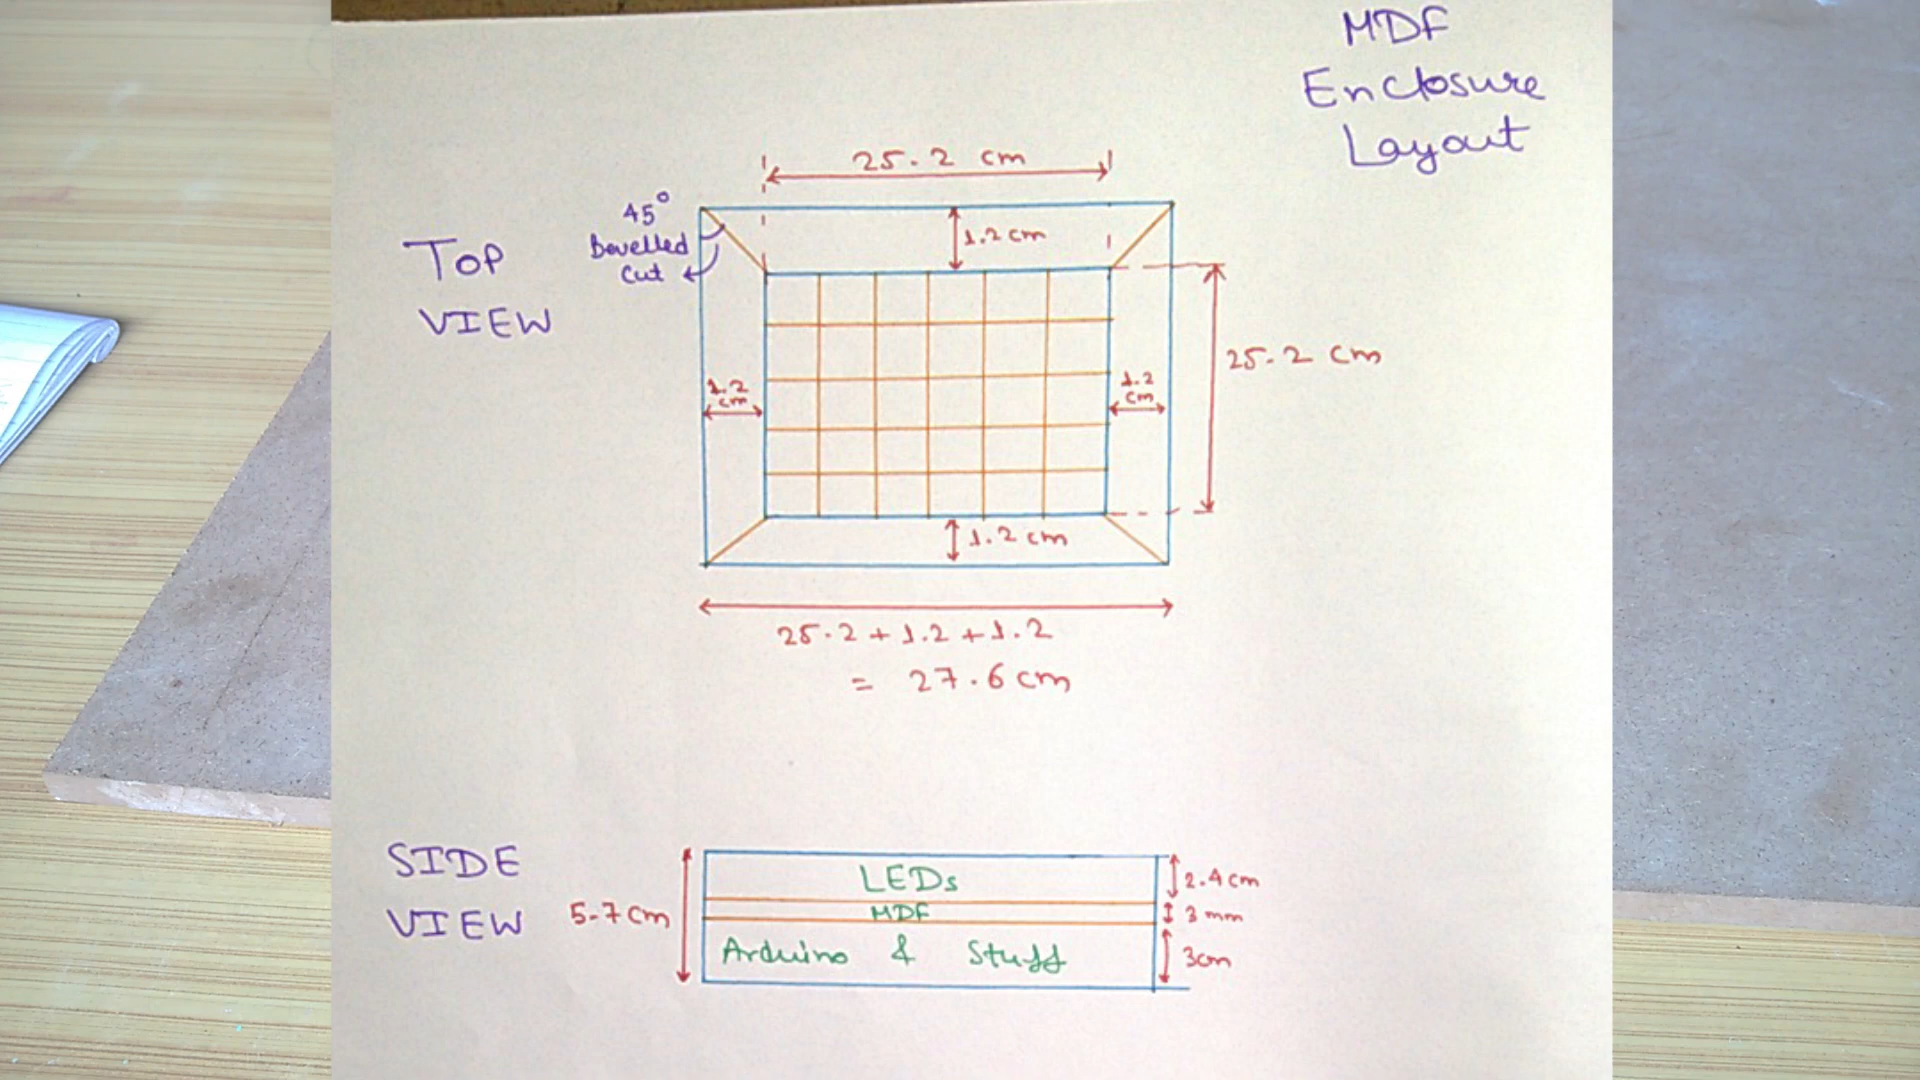 MDF
Enclosure
Layout
25.2 cm
45°
Bevelled
Cut
1.2 cm
TOP
VIEW
25.2 cm
1.2
cm
1.2
cm
1.2 cm
25.2 + 1.2 + 1.2
= 27.6 cm
SIDE
VIEW
5.7 cm
LEDs
2.4 cm
MDF
3 mm
Arduino & Stuff
3cm